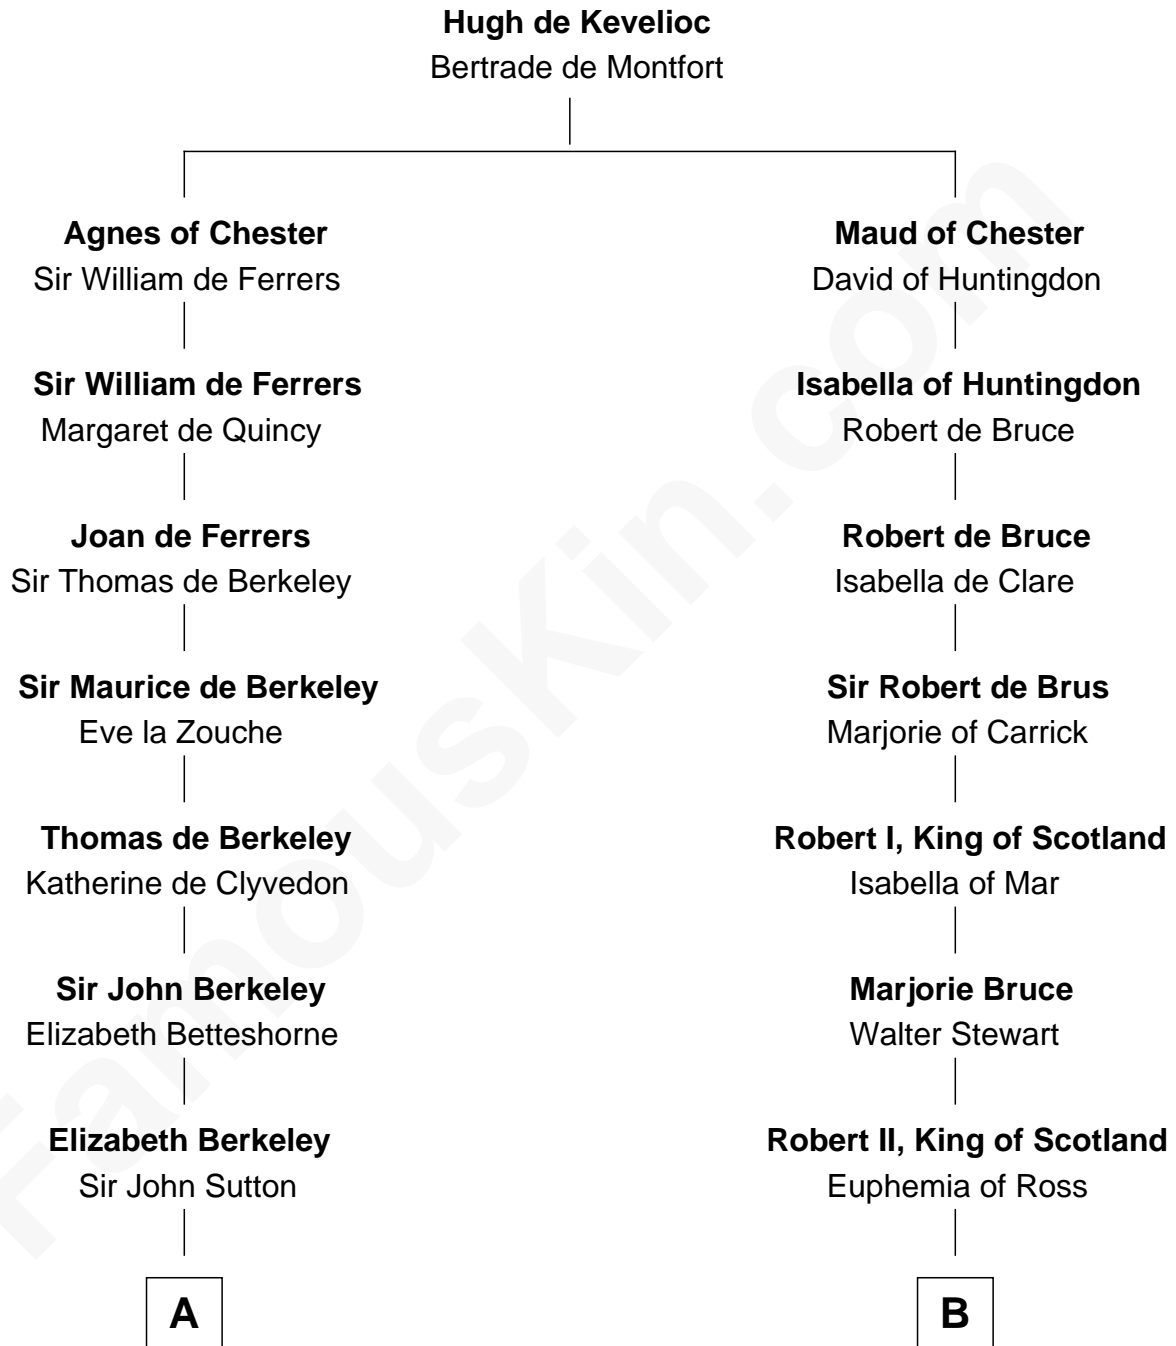 Hugh de Kevelioc
Bertrade de Montfort
Agnes of Chester
Sir William de Ferrers
Maud of Chester
David of Huntingdon
Sir William de Ferrers
Margaret de Quincy
Isabella of Huntingdon
Robert de Bruce
Joan de Ferrers
Sir Thomas de Berkeley
Robert de Bruce
Isabella de Clare
Sir Maurice de Berkeley
Eve la Zouche
Sir Robert de Brus
Marjorie of Carrick
Thomas de Berkeley
Katherine de Clyvedon
Robert I, King of Scotland
Isabella of Mar
Sir John Berkeley
Elizabeth Betteshorne
Marjorie Bruce
Walter Stewart
Elizabeth Berkeley
Sir John Sutton
Robert II, King of Scotland
Euphemia of Ross
A
B
FamousKin.com